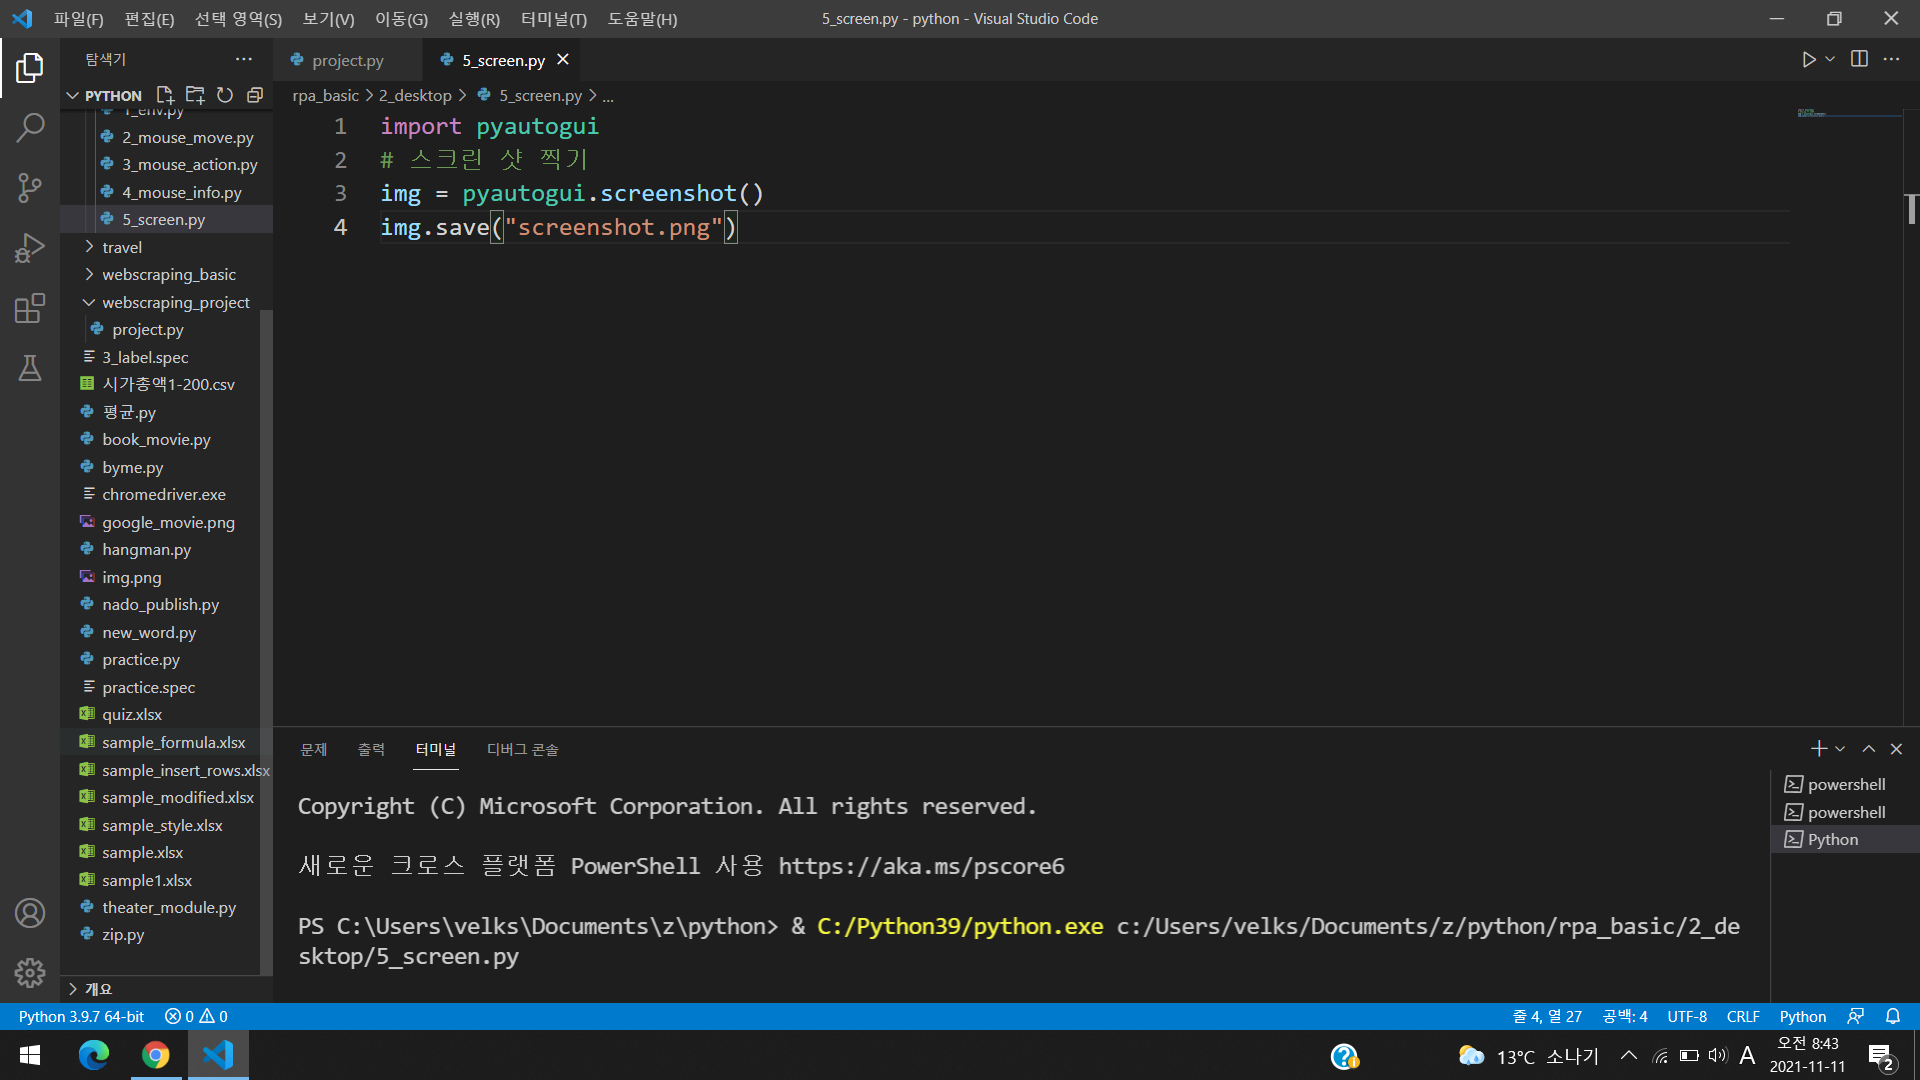 파일(F) 편집(E) 선택 영역(S) 보기(V) 이동(G) 실행(R) 터미널(T) 도움말(H)
5_screen.py - python - Visual Studio Code
탐색기
PYTHON
1_env.py
2_mouse_move.py
3_mouse_action.py
4_mouse_info.py
5_screen.py
travel
webscraping_basic
webscraping_project
project.py
3_label.spec
시가총액1-200.csv
평균.py
book_movie.py
byme.py
chromedriver.exe
google_movie.png
hangman.py
img.png
nado_publish.py
new_word.py
practice.py
practice.spec
quiz.xlsx
sample_formula.xlsx
sample_insert_rows.xlsx
sample_modified.xlsx
sample_style.xlsx
sample.xlsx
sample1.xlsx
theater_module.py
zip.py
개요
project.py 5_screen.py
rpa_basic > 2_desktop > 5_screen.py > ...
1 import pyautogui
2 # 스크린 샷 찍기
3 img = pyautogui.screenshot()
4 img.save("screenshot.png")
문제 출력 터미널 디버그 콘솔
Copyright (C) Microsoft Corporation. All rights reserved.
새로운 크로스 플랫폼 PowerShell 사용 https://aka.ms/pscore6
PS C:\Users\velks\Documents\z\python> & C:/Python39/python.exe c:/Users/velks/Documents/z/python/rpa_basic/2_de
sktop/5_screen.py
powershell
powershell
Python
Python 3.9.7 64-bit 0 0
줄 4, 열 27 공백: 4 UTF-8 CRLF Python
13°C 소나기 A
오전 8:43
2021-11-11
2